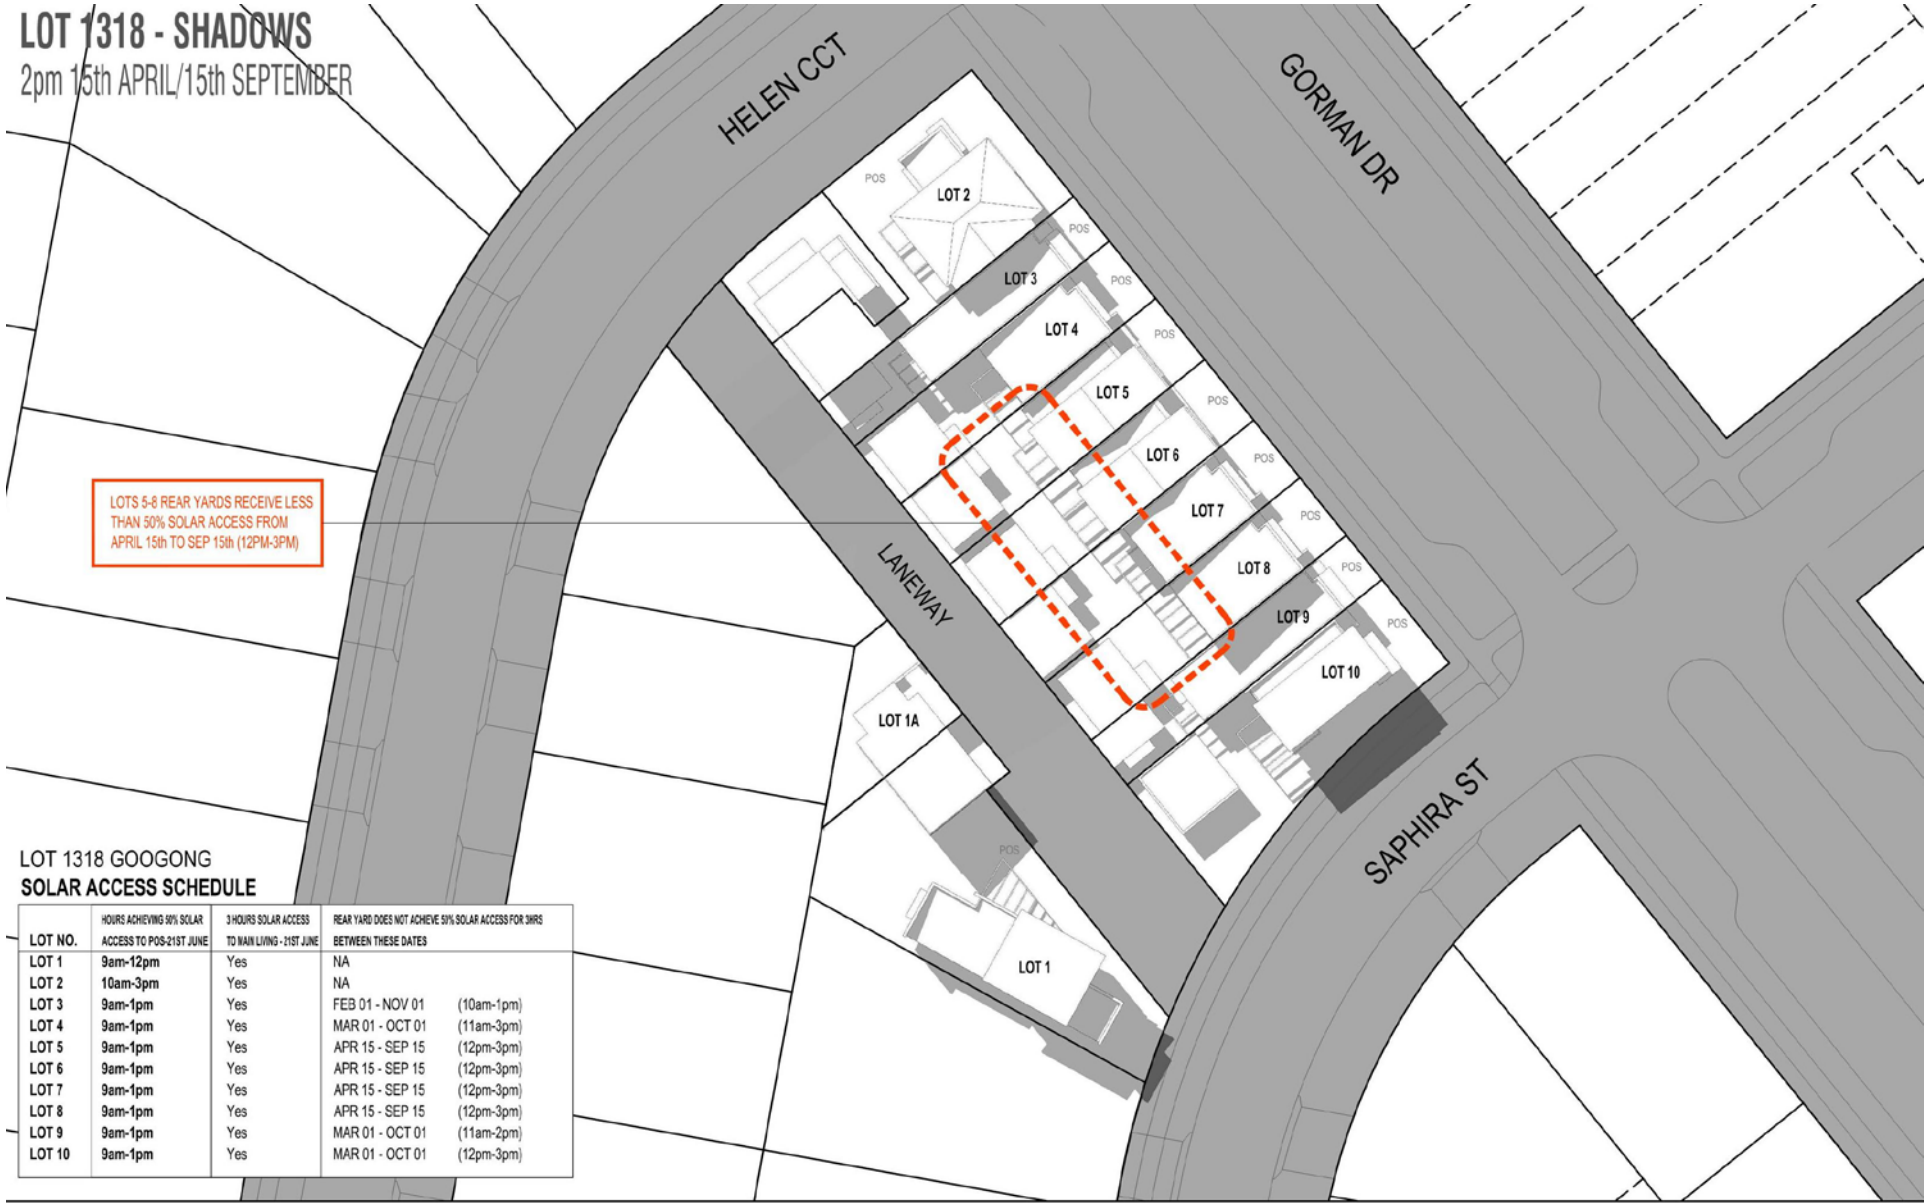 LOT 1318 - SHADOWS
2pm 15th APRIL/15th SEPTEMBER
HELEN CCT
GORMAN DR
POS
LOT 2
POS
LOT 3
POS
LOT 4
POS
LOT 5
POS
LOT 6
POS
LOT 7
POS
LOT 8
POS
LOT 9
POS
LOT 10
LOTS 5-8 REAR YARDS RECEIVE LESS
THAN 50% SOLAR ACCESS FROM
APRIL 15th TO SEP 15th (12PM-3PM)
LANEWAY
LOT 1A
SAPHIRA ST
POS
LOT 1
LOT 1318 GOOGONG
SOLAR ACCESS SCHEDULE
LOT NO. HOURS ACHIEVING 50% SOLAR ACCESS TO POS-21ST JUNE 3 HOURS SOLAR ACCESS TO MAIN LIVING - 21ST JUNE REAR YARD DOES NOT ACHIEVE 50% SOLAR ACCESS FOR 3HRS BETWEEN THESE DATES
LOT 1 9am-12pm Yes NA
LOT 2 10am-3pm Yes NA
LOT 3 9am-1pm Yes FEB 01 - NOV 01 (10am-1pm)
LOT 4 9am-1pm Yes MAR 01 - OCT 01 (11am-3pm)
LOT 5 9am-1pm Yes APR 15 - SEP 15 (12pm-3pm)
LOT 6 9am-1pm Yes APR 15 - SEP 15 (12pm-3pm)
LOT 7 9am-1pm Yes APR 15 - SEP 15 (12pm-3pm)
LOT 8 9am-1pm Yes APR 15 - SEP 15 (12pm-3pm)
LOT 9 9am-1pm Yes MAR 01 - OCT 01 (11am-2pm)
LOT 10 9am-1pm Yes MAR 01 - OCT 01 (12pm-3pm)